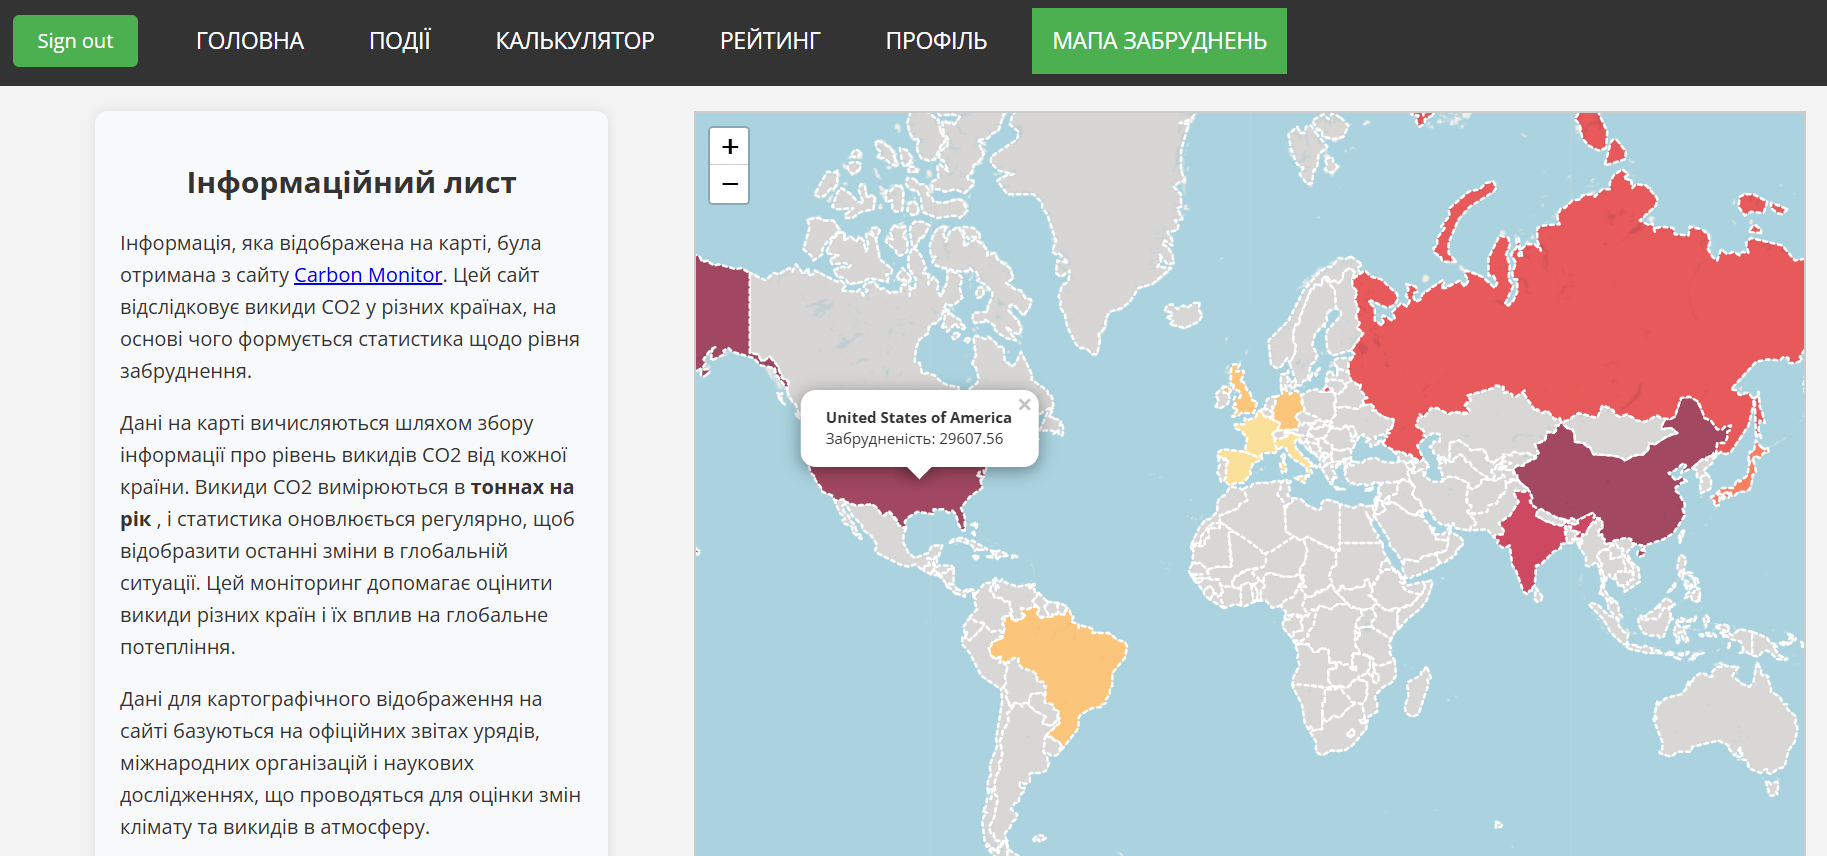 Sign out
ГОЛОВНА
ПОДІЇ
КАЛЬКУЛЯТОР
РЕЙТИНГ
ПРОФІЛЬ
МАПА ЗАБРУДНЕНЬ
Інформаційний лист
Інформація, яка відображена на карті, була
отримана з сайту Carbon Monitor. Цей сайт
відслідковує викиди CO2 у різних країнах, на
основі чого формується статистика щодо рівня
забруднення.
Дані на карті вичисляються шляхом збору
інформації про рівень викидів CO2 від кожної
країни. Викиди CO2 вимірюються в тоннах на
рік , і статистика оновлюється регулярно, щоб
відобразити останні зміни в глобальній
ситуації. Цей моніторинг допомагає оцінити
викиди різних країн і їх вплив на глобальне
потепління.
Дані для картографічного відображення на
сайті базуються на офіційних звітах урядів,
міжнародних організацій і наукових
дослідженнях, що проводяться для оцінки змін
клімату та викидів в атмосферу.
+
−
United States of America ×
Забрудненість: 29607.56